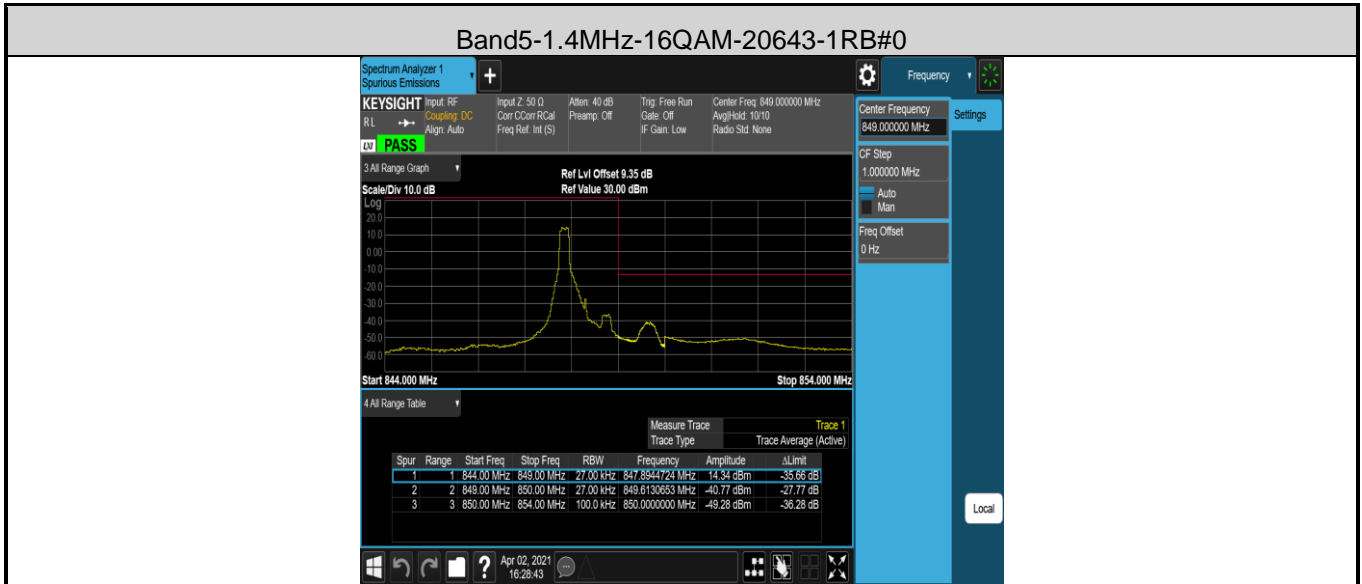 Band5-1.4MHz-16QAM-20643-1RB#0
Spectrum Analyzer 1
Spurious Emissions
+
Frequency
KEYSIGHT
RL
LXI PASS
Input: RF
Coupling: DC
Align: Auto
Input Z: 50 Ω
Corr CCorr RCal
Freq Ref: Int (S)
Atten: 40 dB
Preamp: Off
Trig: Free Run
Gate: Off
IF Gain: Low
Center Freq: 849.000000 MHz
Avg|Hold: 10/10
Radio Std: None
Center Frequency
849.000000 MHz
Settings
CF Step
1.000000 MHz
Auto
Man
Freq Offset
0 Hz
3 All Range Graph
Ref Lvl Offset 9.35 dB
Scale/Div 10.0 dB
Ref Value 30.00 dBm
Log
20.0
10.0
0.00
-10.0
-20.0
-30.0
-40.0
-50.0
-60.0
Start 844.000 MHz
Stop 854.000 MHz
4 All Range Table
Measure Trace Trace 1
Trace Type Trace Average (Active)
Spur Range Start Freq Stop Freq RBW Frequency Amplitude ΔLimit
1 1 844.00 MHz 849.00 MHz 27.00 kHz 847.8944724 MHz 14.34 dBm -35.66 dB
2 2 849.00 MHz 850.00 MHz 27.00 kHz 849.6130653 MHz -40.77 dBm -27.77 dB
3 3 850.00 MHz 854.00 MHz 100.0 kHz 850.0000000 MHz -49.28 dBm -36.28 dB
Local
?
Apr 02, 2021
16:28:43